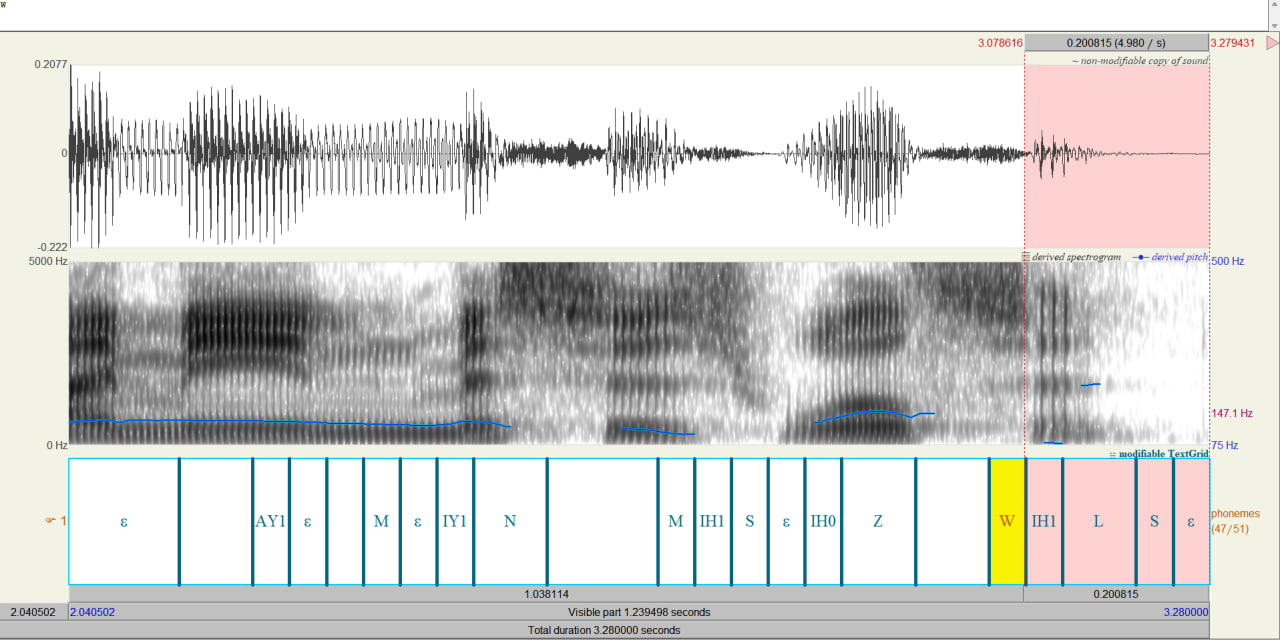 w
3.078616 0.200815 (4.980 / s) 3.279431
~ non-modifiable copy of sound
0.2077
0
-0.222
5000 Hz derived spectrogram derived pitch 500 Hz
147.1 Hz
0 Hz 75 Hz
modifiable TextGrid
1 ε AY1 ε M ε IY1 N M IH1 S ε IH0 Z W IH1 L S ε phonemes
(47/51)
1.038114 0.200815
2.040502 2.040502 Visible part 1.239498 seconds 3.280000
Total duration 3.280000 seconds